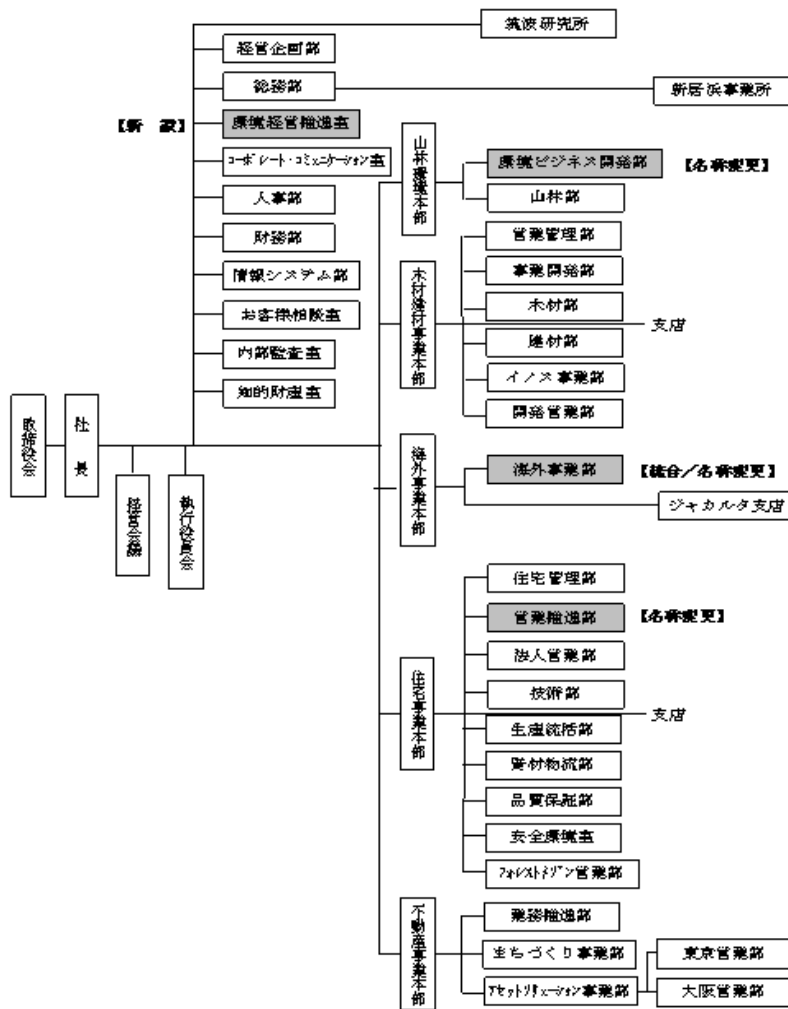 筑波研究所
経営企画部
総務部
新居浜事業所
【新 設】
環境経営推進室
コーポレート・コミュニケーション室
人事部
財務部
情報システム部
お客様相談室
内部監査室
知的財産室
取締役会
社長
経営会議
執行役員会
山林環境本部
環境ビジネス開発部
【名称変更】
山林部
木材建材事業本部
営業管理部
事業開発部
木材部
建材部
イノス事業部
開発営業部
支店
海外事業本部
海外事業部
【統合／名称変更】
ジャカルタ支店
住宅事業本部
住宅管理部
営業推進部
【名称変更】
法人営業部
技術部
生産統括部
資材物流部
品質保証部
安全環境室
フォレストメゾン営業部
支店
不動産事業本部
業務推進部
まちづくり事業部
アセットソリューション事業部
東京営業部
大阪営業部